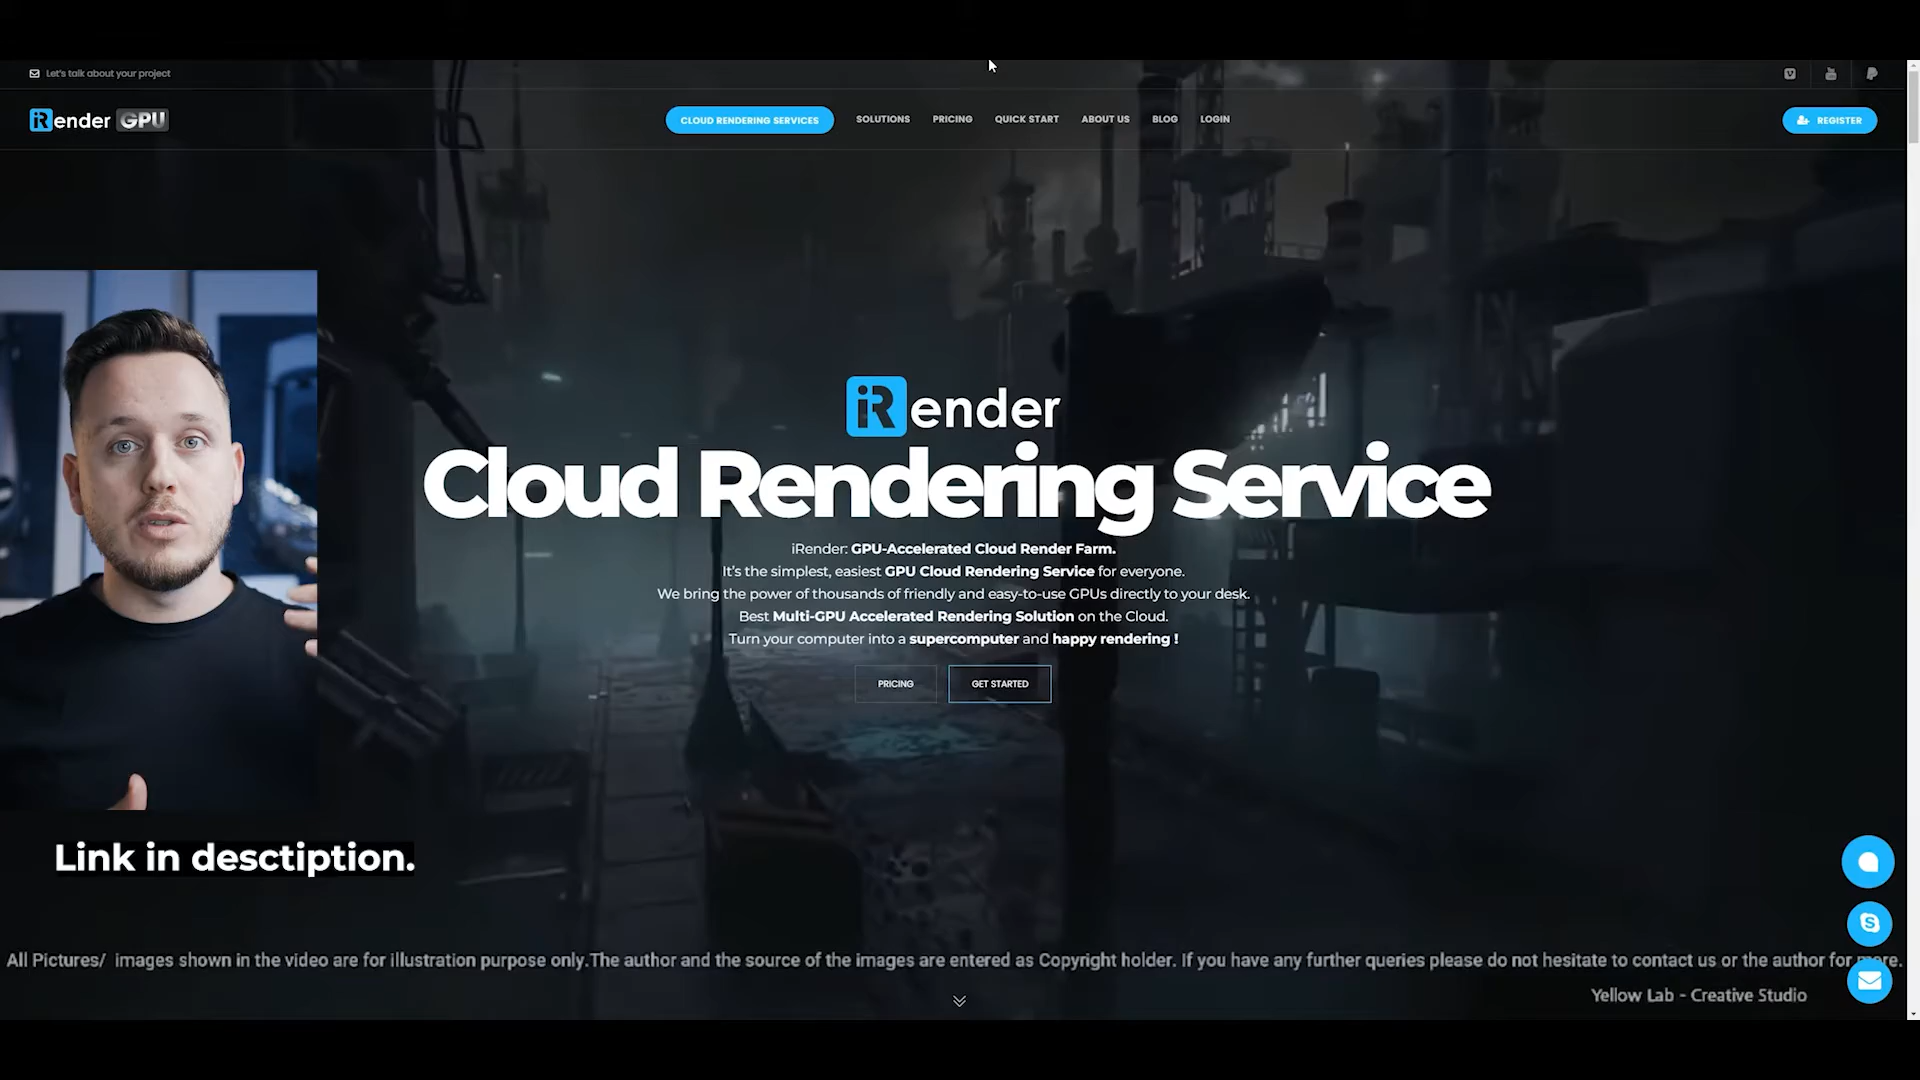 Let's talk about your project
iRender GPU
CLOUD RENDERING SERVICES
SOLUTIONS
PRICING
QUICK START
ABOUT US
BLOG
LOGIN
REGISTER
iRender
Cloud Rendering Service
iRender: GPU-Accelerated Cloud Render Farm.
It's the simplest, easiest GPU Cloud Rendering Service for everyone.
We bring the power of thousands of friendly and easy-to-use GPUs directly to your desk.
Best Multi-GPU Accelerated Rendering Solution on the Cloud.
Turn your computer into a supercomputer and happy rendering !
PRICING
GET STARTED
Link in desctiption.
All Pictures/ images shown in the video are for illustration purpose only.The author and the source of the images are entered as Copyright holder. If you have any further queries please do not hesitate to contact us or the author for more.
Yellow Lab - Creative Studio